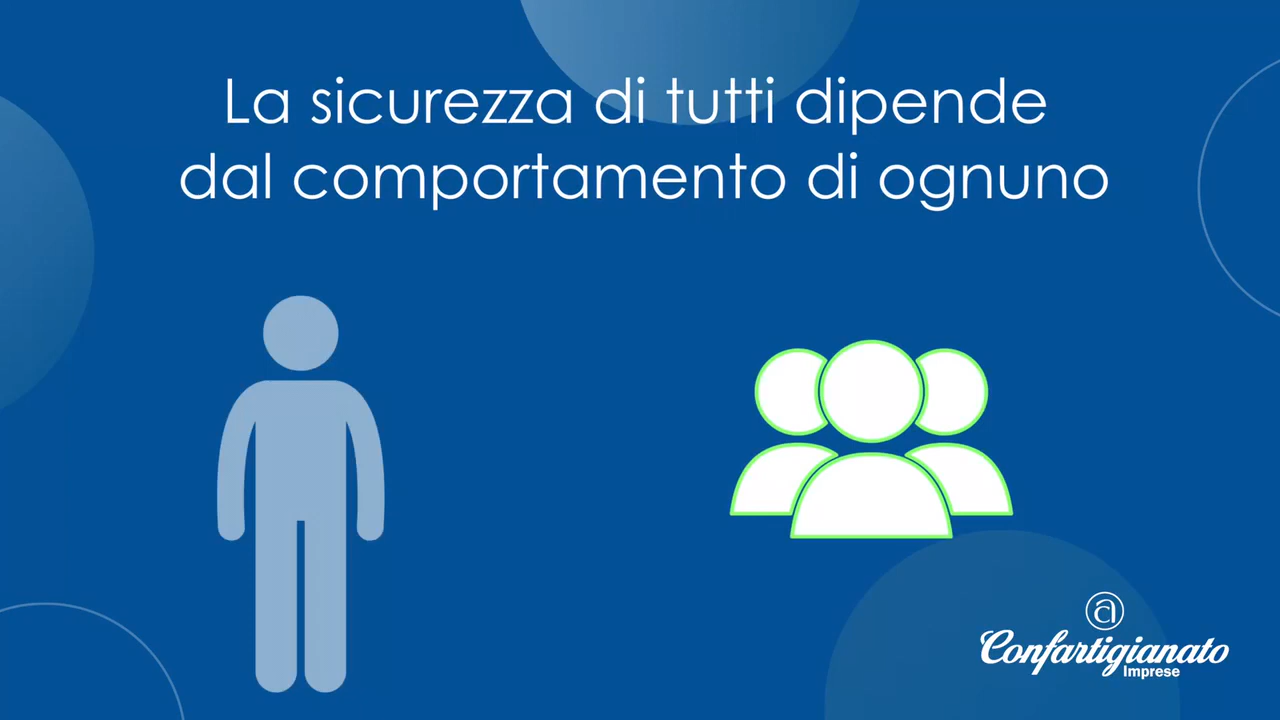 La sicurezza di tutti dipende
dal comportamento di ognuno
a
Confartigianato
Imprese